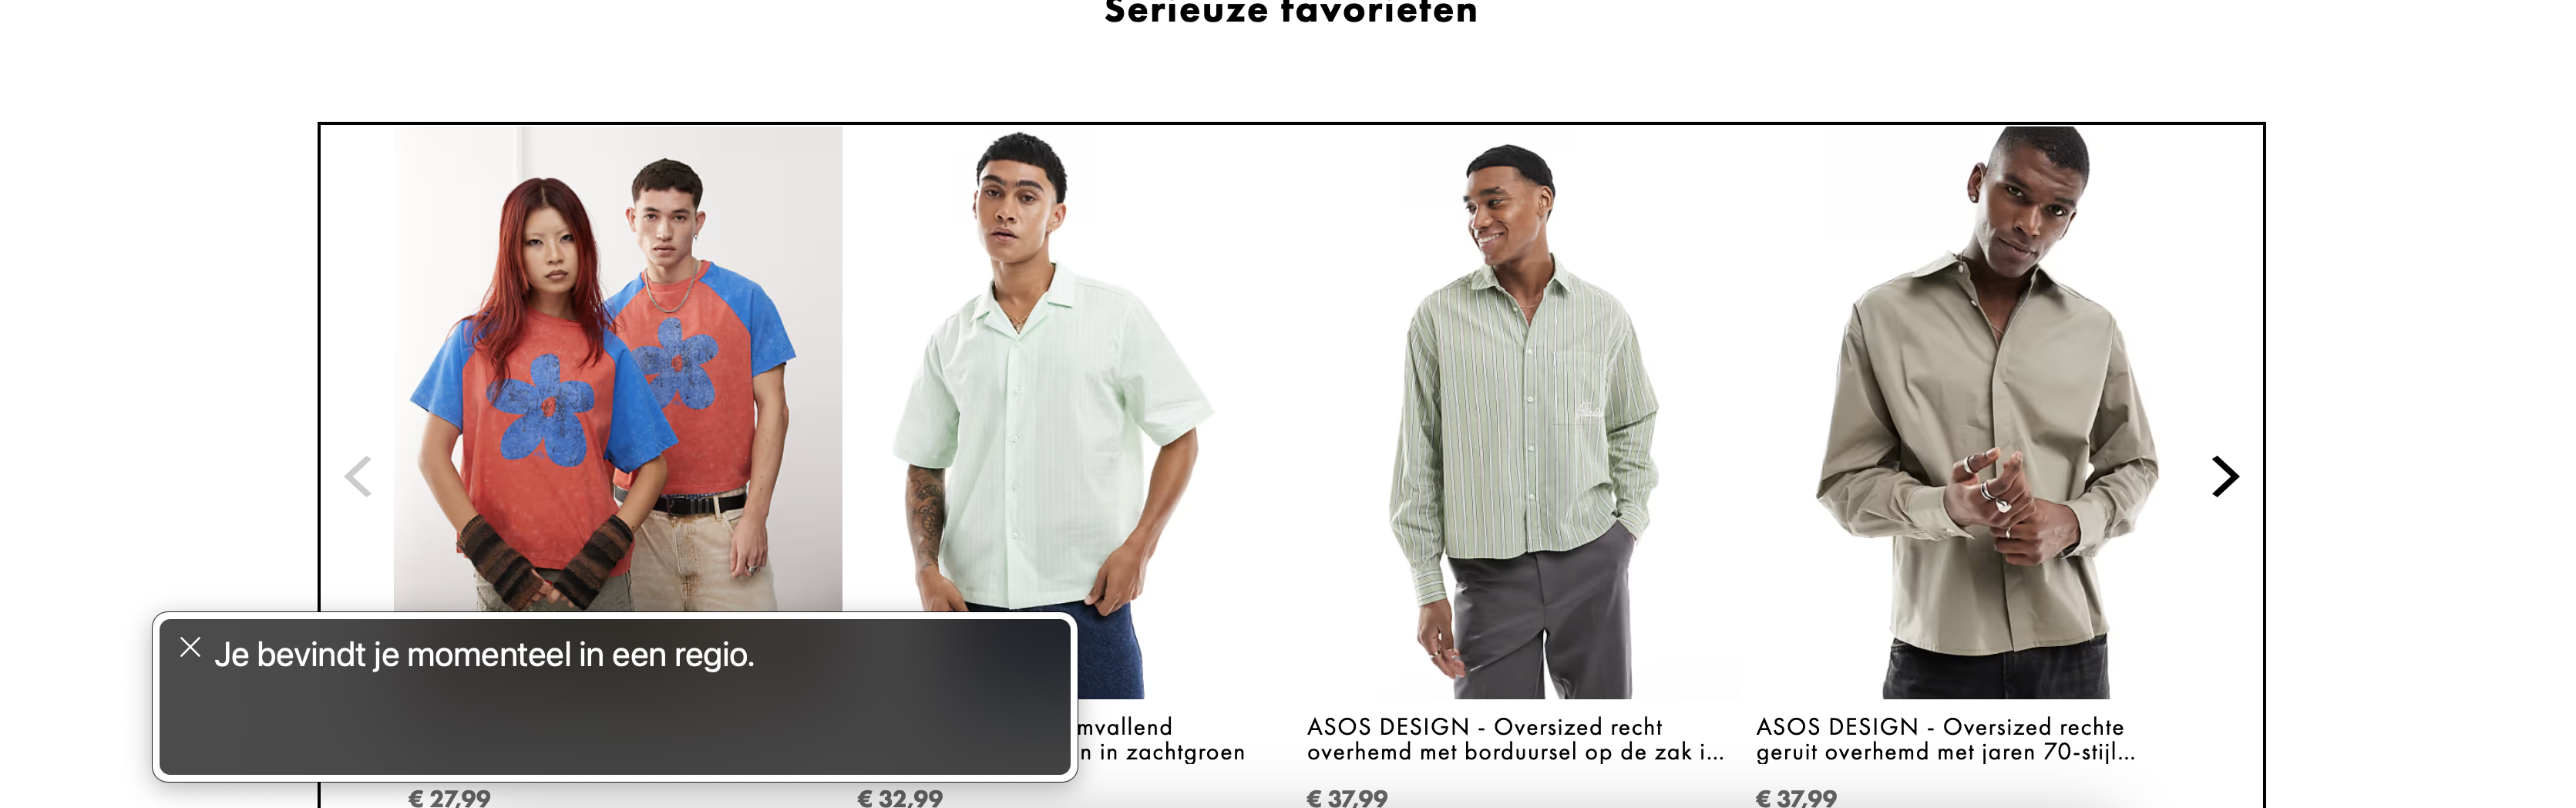 Serieuze favorieten
Je bevindt je momenteel in een regio.
mvallend
n in zachtgroen
ASOS DESIGN - Oversized recht
overhemd met borduursel op de zak i...
ASOS DESIGN - Oversized rechte
geruit overhemd met jaren 70-stijl...
€ 27,99
€ 32,99
€ 37,99
€ 37,99